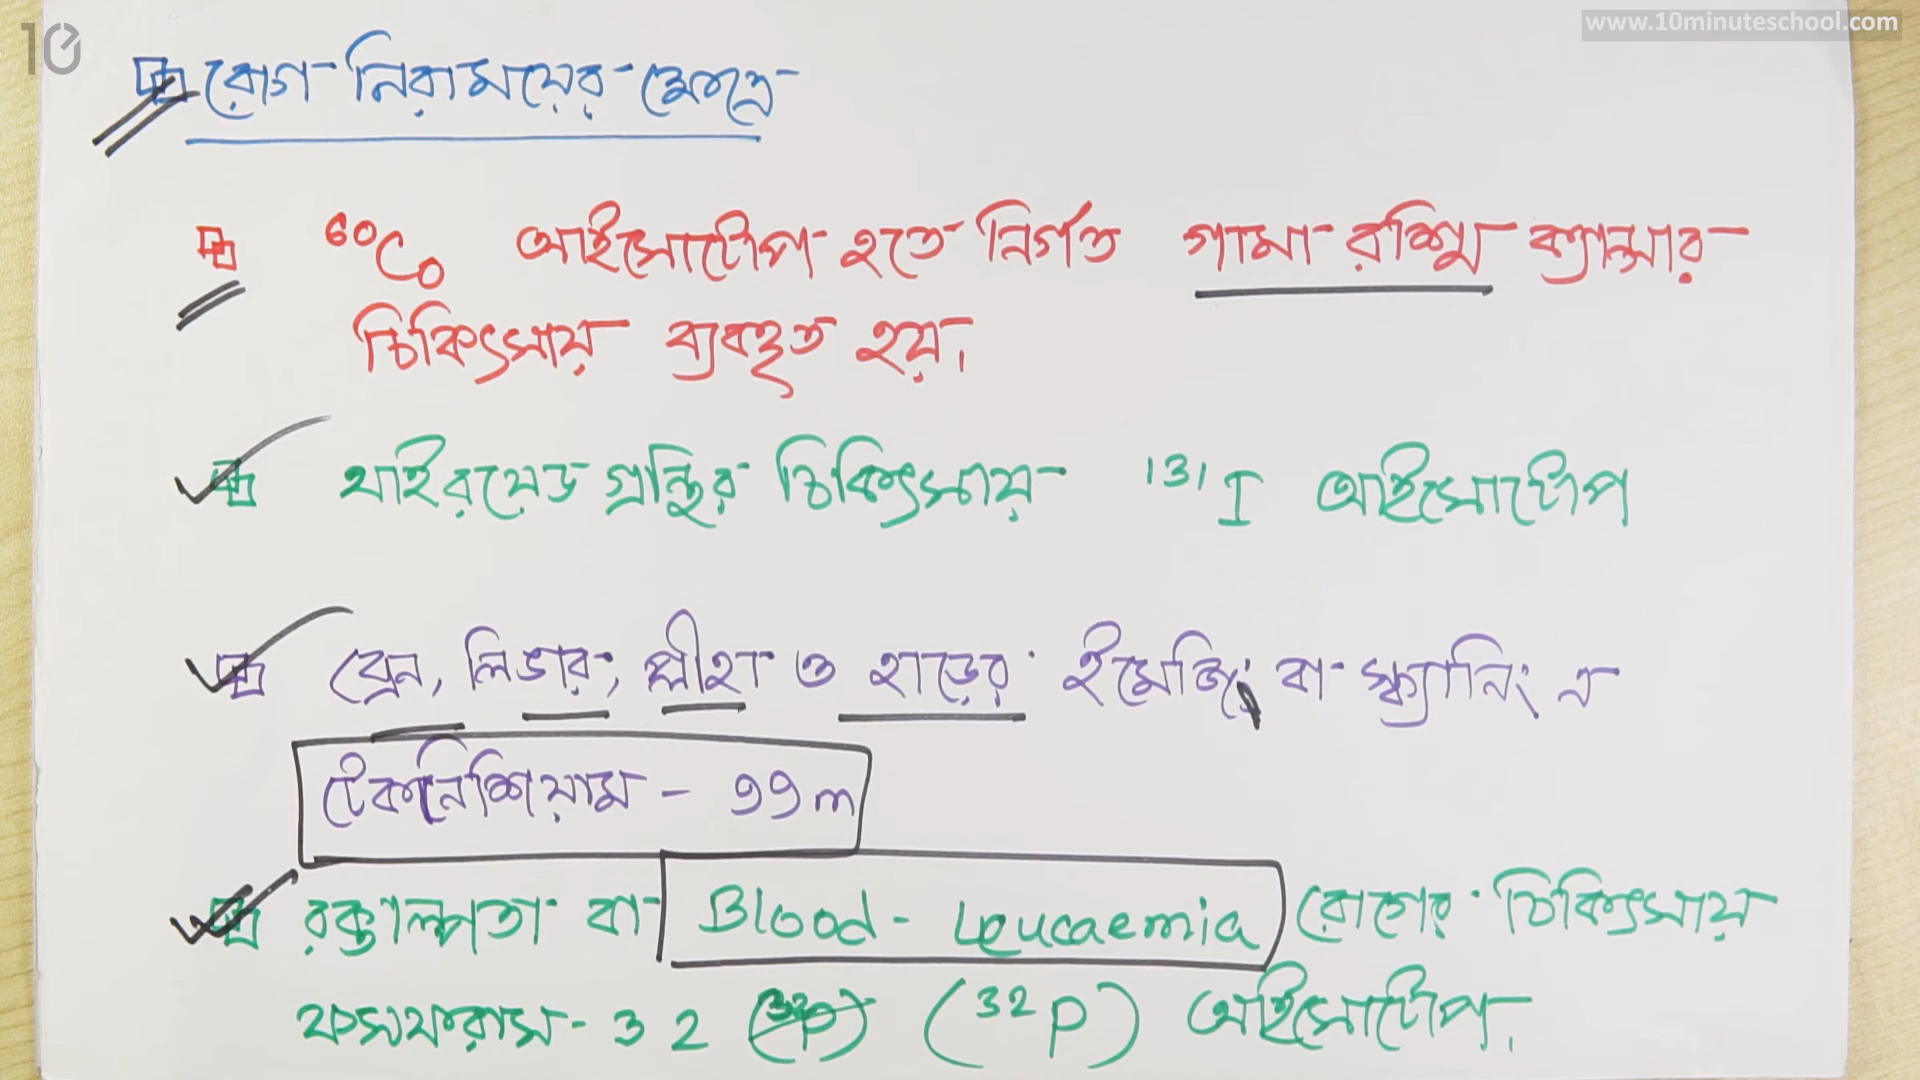 10
www.10minuteschool.com
রোগ নিরাময়ের ক্ষেত্রে
⁶⁰Co আইসোটোপ হতে নির্গত গামা রশ্মি ক্যান্সার
চিকিৎসায় ব্যবহৃত হয়।
থাইরয়েড গ্রন্থির চিকিৎসায় ¹³¹I আইসোটোপ
ব্রেন, লিভার, প্লীহা ও হাড়ের ইমেজিং বা স্ক্যানিং এ
টেকনিশিয়াম - 99m
রক্তাল্পতা বা Blood - Leucaemia রোগের চিকিৎসায়
ফসফরাস - 32 (³²P) আইসোটোপ।